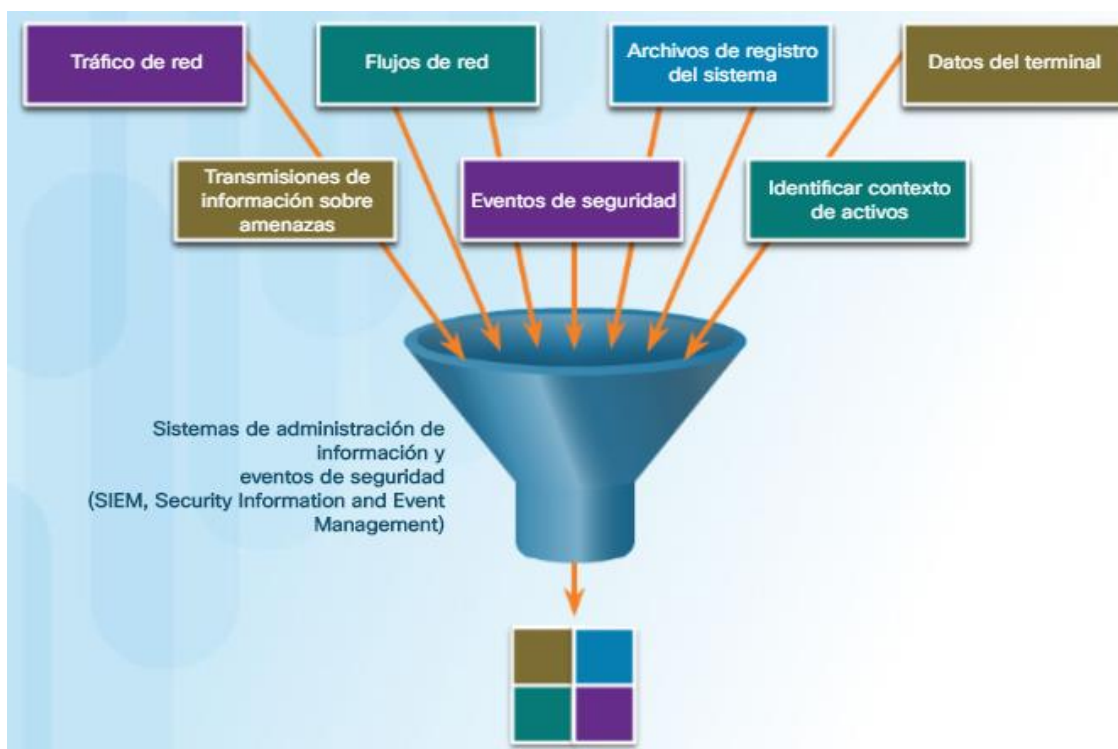 Tráfico de red
Flujos de red
Archivos de registro
del sistema
Datos del terminal
Transmisiones de
información sobre
amenazas
Eventos de seguridad
Identificar contexto
de activos
Sistemas de administración de
información y
eventos de seguridad
(SIEM, Security Information and Event
Management)